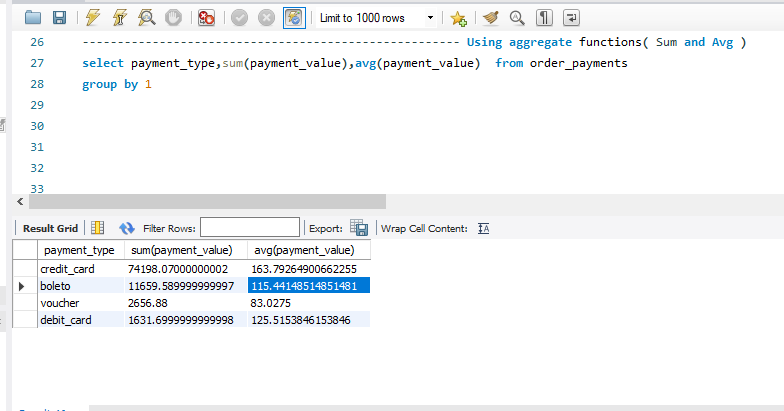 Limit to 1000 rows
26 ---------------------------------------------------- Using aggregate functions( Sum and Avg )
27 select payment_type,sum(payment_value),avg(payment_value)  from order_payments
28 group by 1
29
30
31
32
33
Result Grid Filter Rows: Export: Wrap Cell Content:
payment_type sum(payment_value) avg(payment_value)
credit_card 74198.07000000002 163.79264900662255
boleto 11659.589999999997 115.44148514851481
voucher 2656.88 83.0275
debit_card 1631.6999999999998 125.5153846153846